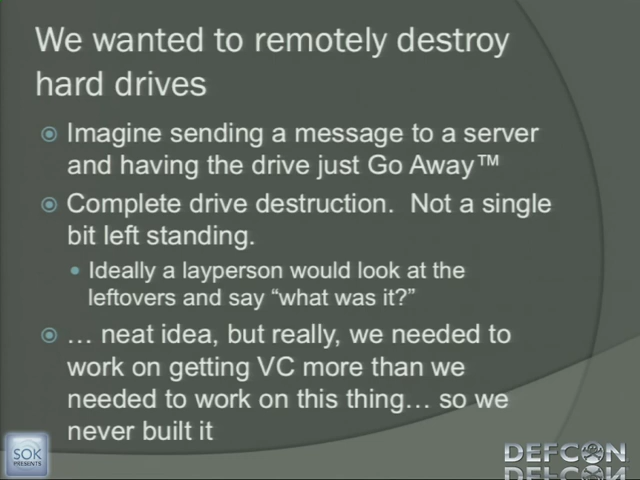 We wanted to remotely destroy
hard drives
Imagine sending a message to a server
and having the drive just Go Away™
Complete drive destruction. Not a single
bit left standing.
Ideally a layperson would look at the
leftovers and say “what was it?”
… neat idea, but really, we needed to
work on getting VC more than we
needed to work on this thing… so we
never built it
SOK
PRESENTS
DEFCON